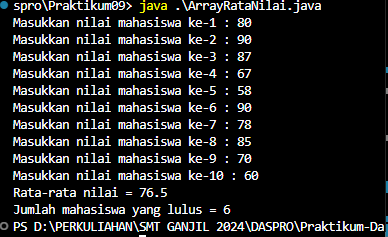 spro\Praktikum09> java .\ArrayRataNilai.java
Masukkan nilai mahasiswa ke-1 : 80
Masukkan nilai mahasiswa ke-2 : 90
Masukkan nilai mahasiswa ke-3 : 87
Masukkan nilai mahasiswa ke-4 : 67
Masukkan nilai mahasiswa ke-5 : 58
Masukkan nilai mahasiswa ke-6 : 90
Masukkan nilai mahasiswa ke-7 : 78
Masukkan nilai mahasiswa ke-8 : 85
Masukkan nilai mahasiswa ke-9 : 70
Masukkan nilai mahasiswa ke-10 : 60
Rata-rata nilai = 76.5
Jumlah mahasiswa yang lulus = 6
PS D:\PERKULIAHAN\SMT GANJIL 2024\DASPRO\Praktikum-Da